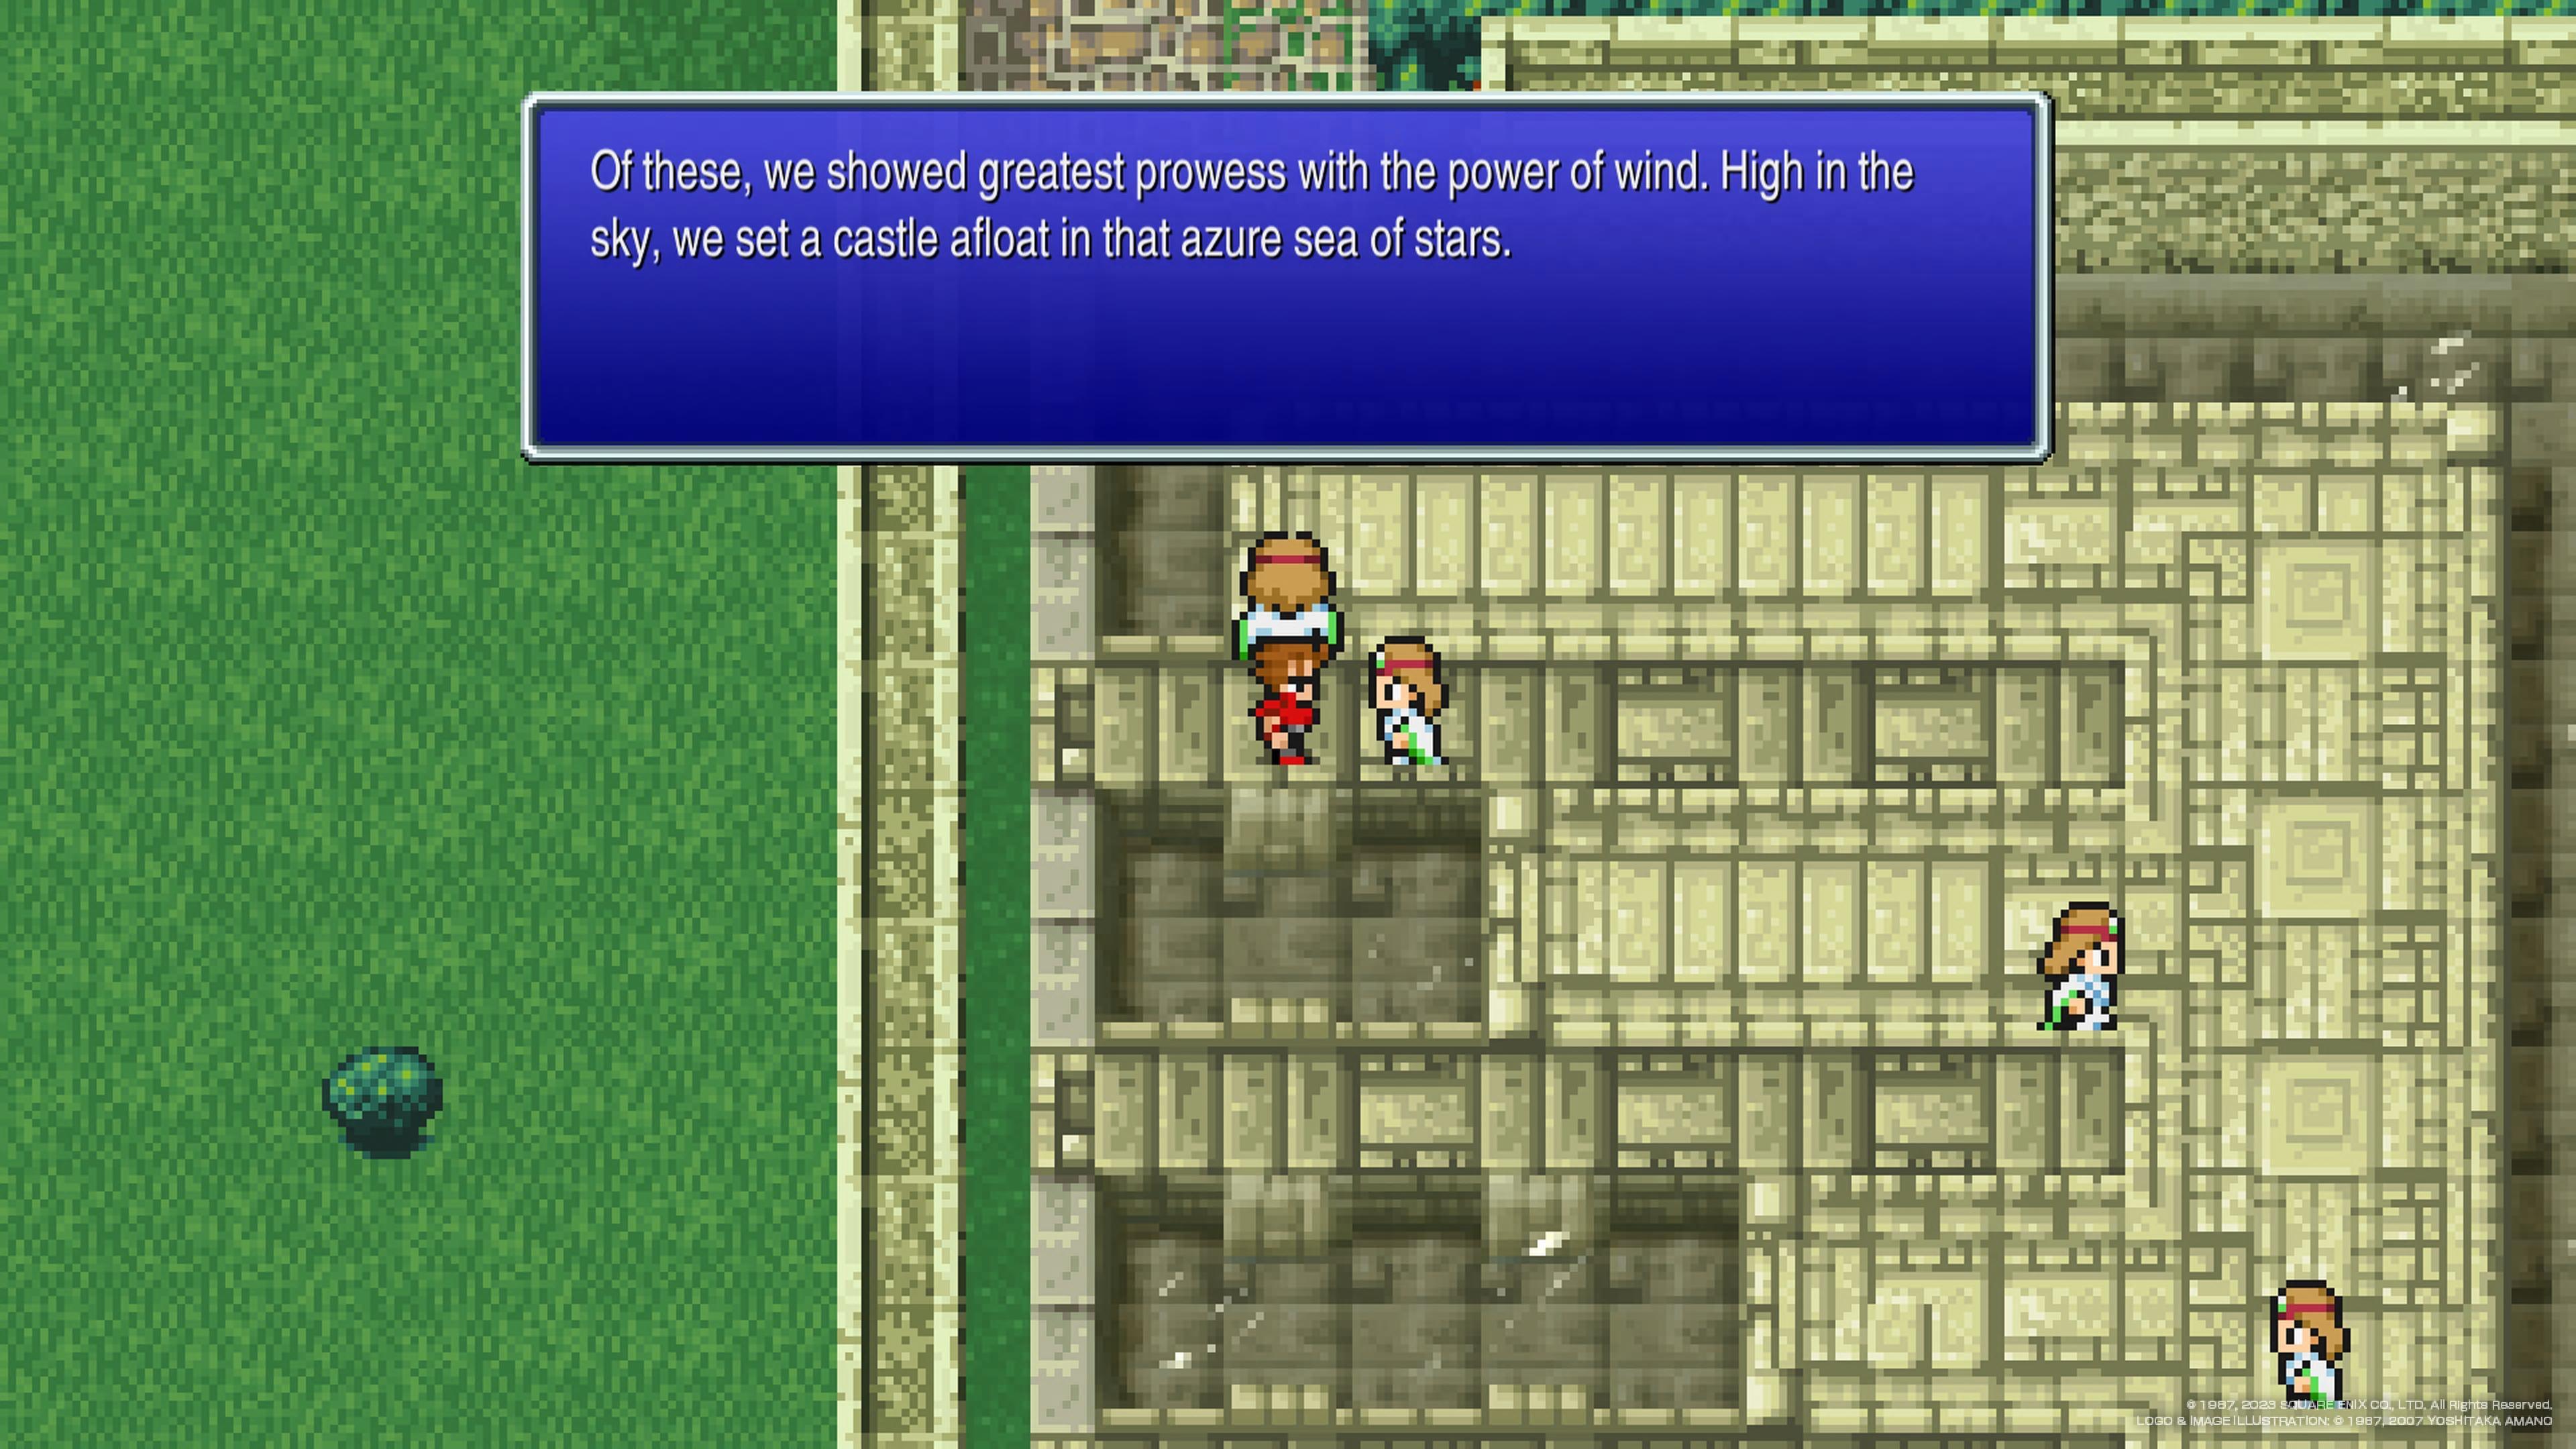 Of these, we showed greatest prowess with the power of wind. High in the
sky, we set a castle afloat in that azure sea of stars.
© 1987, 2023 SQUARE ENIX CO., LTD. All Rights Reserved.
LOGO & IMAGE ILLUSTRATION: © 1987, 2007 YOSHITAKA AMANO